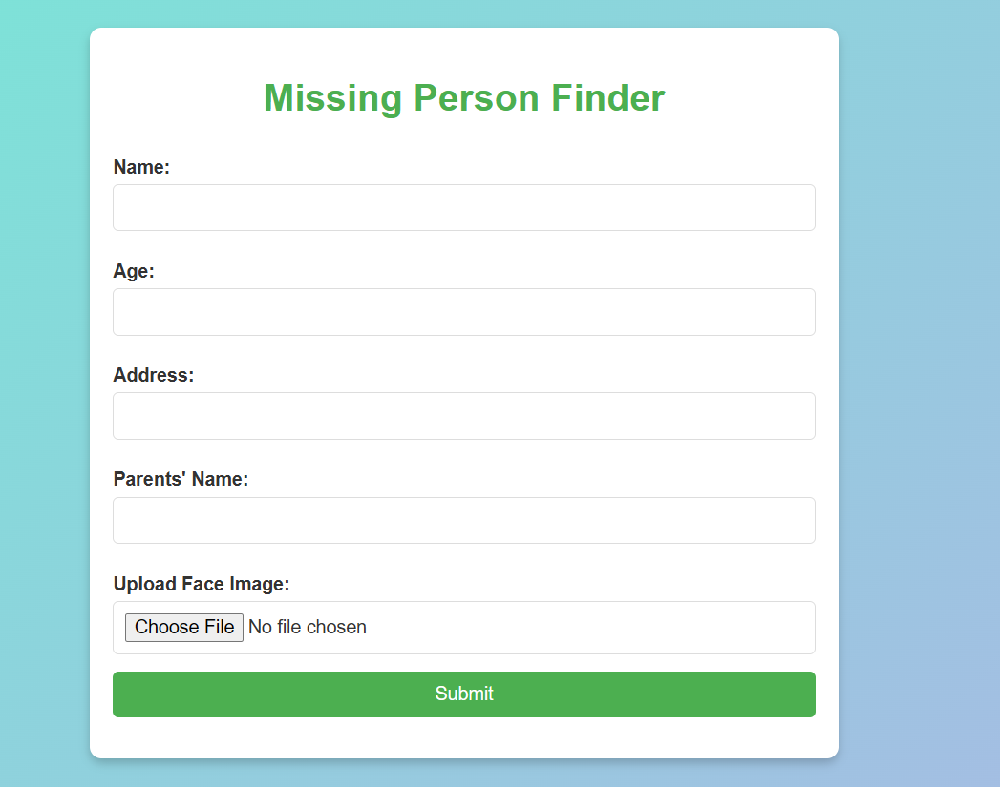 Missing Person Finder
Name:
Age:
Address:
Parents' Name:
Upload Face Image:
Choose File No file chosen
Submit